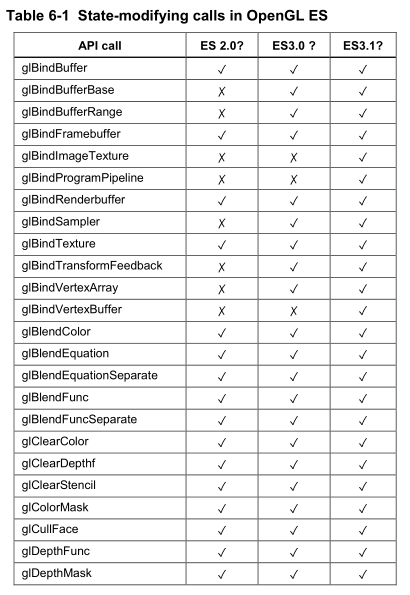 Table 6-1 State-modifying calls in OpenGL ES
API call ES 2.0? ES3.0 ? ES3.1?
glBindBuffer ✓ ✓ ✓
glBindBufferBase ✗ ✓ ✓
glBindBufferRange ✗ ✓ ✓
glBindFramebuffer ✓ ✓ ✓
glBindImageTexture ✗ ✗ ✓
glBindProgramPipeline ✗ ✗ ✓
glBindRenderbuffer ✓ ✓ ✓
glBindSampler ✗ ✓ ✓
glBindTexture ✓ ✓ ✓
glBindTransformFeedback ✗ ✓ ✓
glBindVertexArray ✗ ✓ ✓
glBindVertexBuffer ✗ ✗ ✓
glBlendColor ✓ ✓ ✓
glBlendEquation ✓ ✓ ✓
glBlendEquationSeparate ✓ ✓ ✓
glBlendFunc ✓ ✓ ✓
glBlendFuncSeparate ✓ ✓ ✓
glClearColor ✓ ✓ ✓
glClearDepthf ✓ ✓ ✓
glClearStencil ✓ ✓ ✓
glColorMask ✓ ✓ ✓
glCullFace ✓ ✓ ✓
glDepthFunc ✓ ✓ ✓
glDepthMask ✓ ✓ ✓